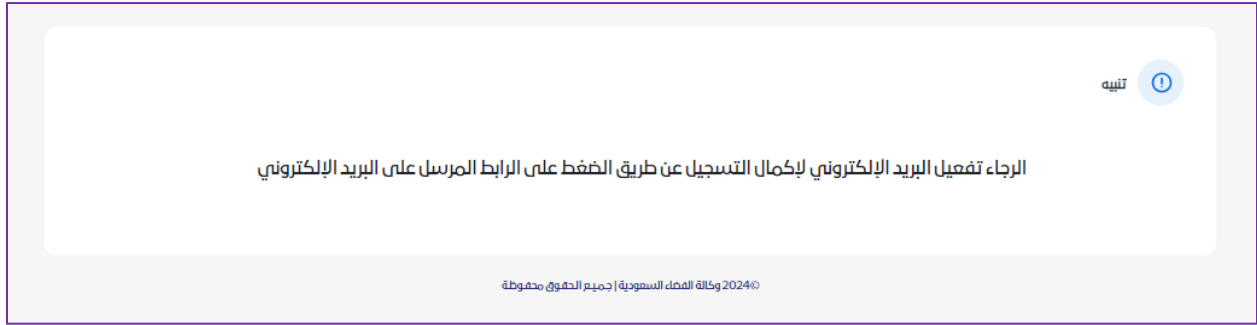 تنبيه
الرجاء تفعيل البريد الإلكتروني لإكمال التسجيل عن طريق الضغط على الرابط المرسل على البريد الإلكتروني
©2024 وكالة الفضاء السعودية | جميع الحقوق محفوظة